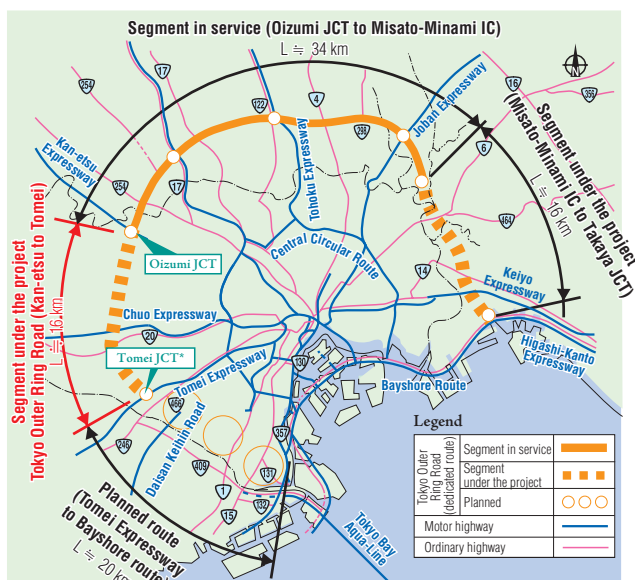 Segment in service (Oizumi JCT to Misato-Minami IC)
L ≒ 34 km
17
254
122
4
298
16
356
6
Kan-etsu
Expressway
Tohoku Expressway
Joban Expressway
Segment under the project
(Misato-Minami IC to Takaya JCT)
L ≒ 16 km
254
17
464
Central Circular Route
Oizumi JCT
14
Keiyo
Expressway
Segment under the project
Tokyo Outer Ring Road (Kan-etsu to Tomei)
L ≒ 16 km
Chuo Expressway
20
Tomei JCT*
Tomei Expressway
130
Higashi-Kanto
Expressway
Bayshore Route
466
Daisan Keihin Road
246
409
357
131
1
15
132
Planned route
(Tomei Expressway
to Bayshore route)
L ≒ 20 km
Tokyo Bay
Aqua-Line
Legend
Tokyo Outer
Ring Road
(dedicated route)
Segment in service
Segment
under the project
Planned
Motor highway
Ordinary highway